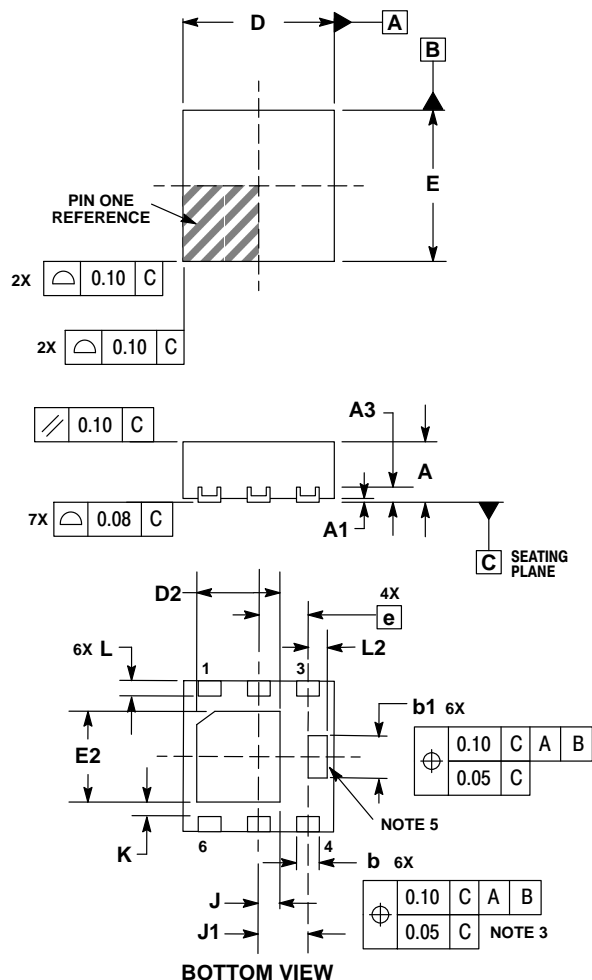 D
A
B
E
PIN ONE
REFERENCE
2X ⌓ 0.10 C
2X ⌓ 0.10 C
A3
// 0.10 C
A
7X ⌓ 0.08 C
A1
C SEATING
PLANE
D2
4X
e
L2
6X L
1
3
b1 6X
⌖ 0.10 C A B
0.05 C
E2
NOTE 5
K
6
4
b 6X
J
⌖ 0.10 C A B
0.05 C NOTE 3
J1
BOTTOM VIEW